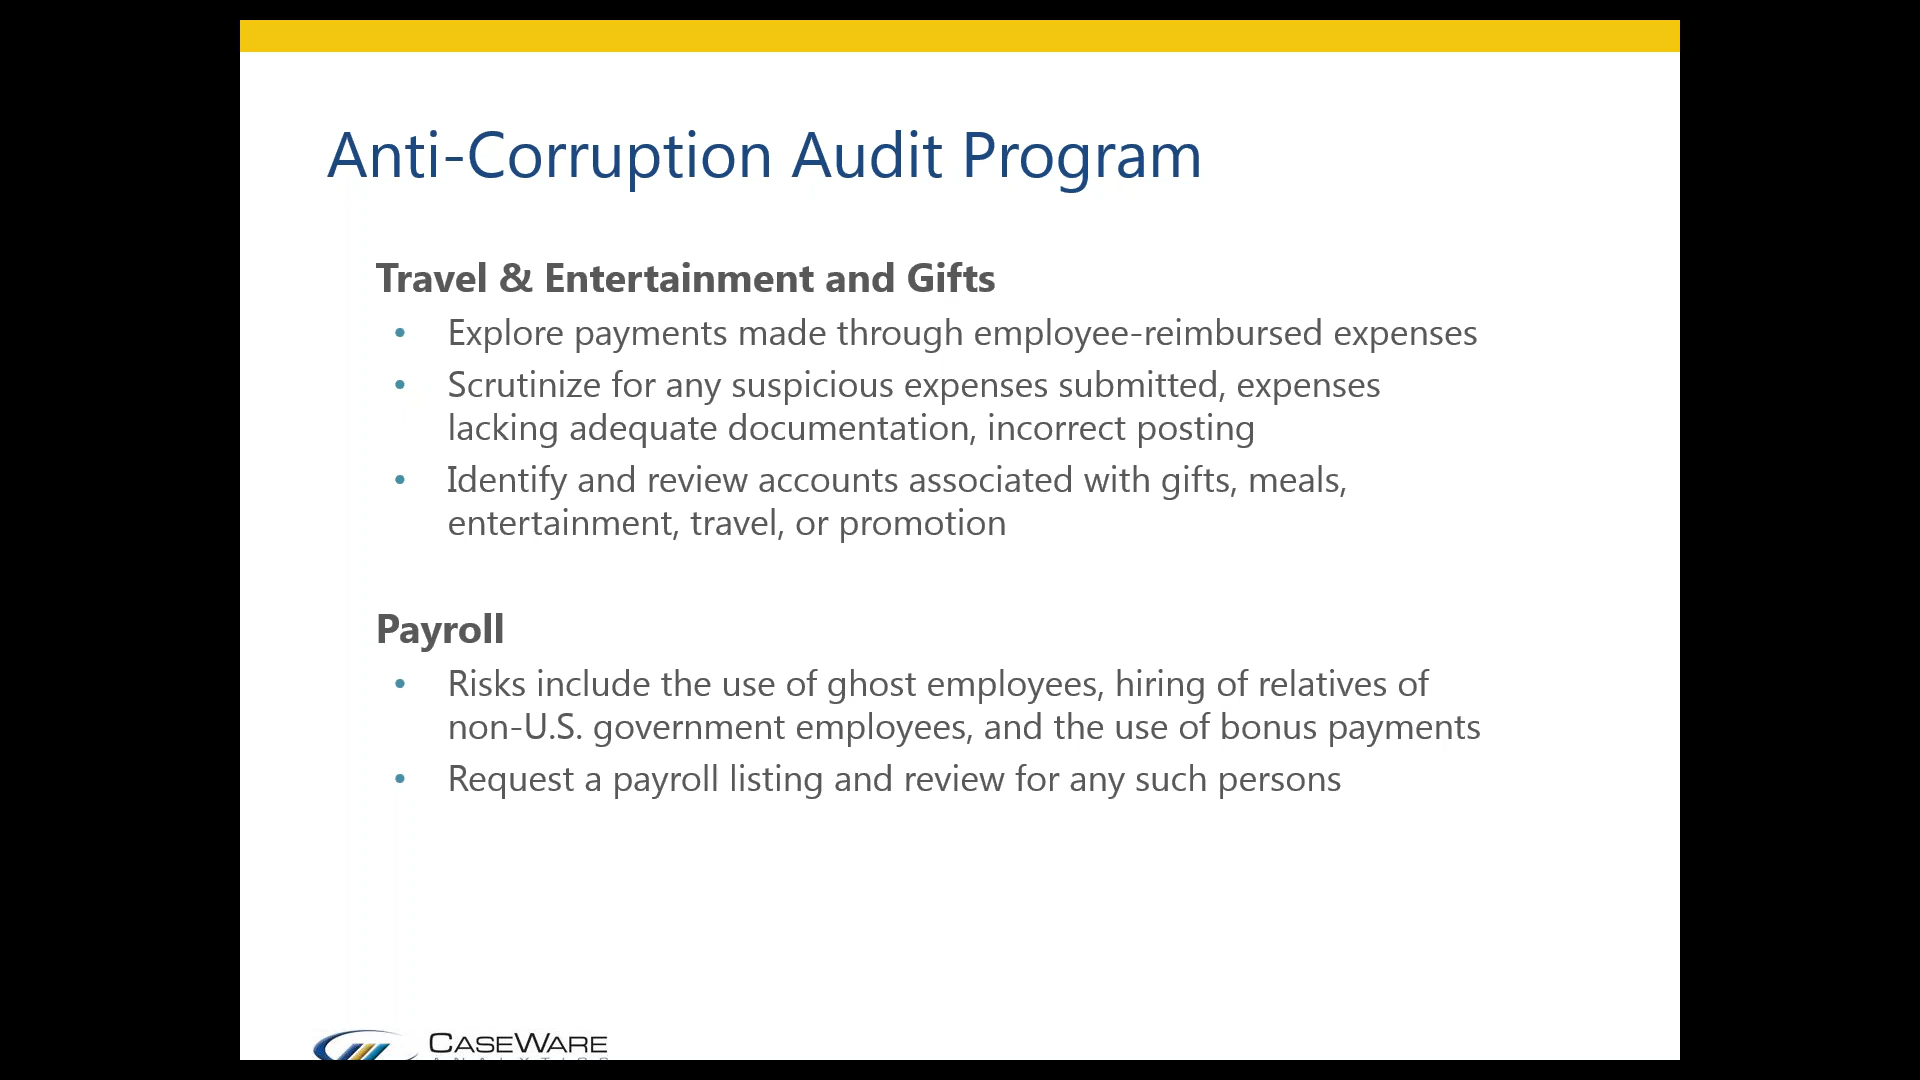 Anti-Corruption Audit Program
Travel & Entertainment and Gifts
• Explore payments made through employee-reimbursed expenses
• Scrutinize for any suspicious expenses submitted, expenses
lacking adequate documentation, incorrect posting
• Identify and review accounts associated with gifts, meals,
entertainment, travel, or promotion
Payroll
• Risks include the use of ghost employees, hiring of relatives of
non-U.S. government employees, and the use of bonus payments
• Request a payroll listing and review for any such persons
CASEWARE